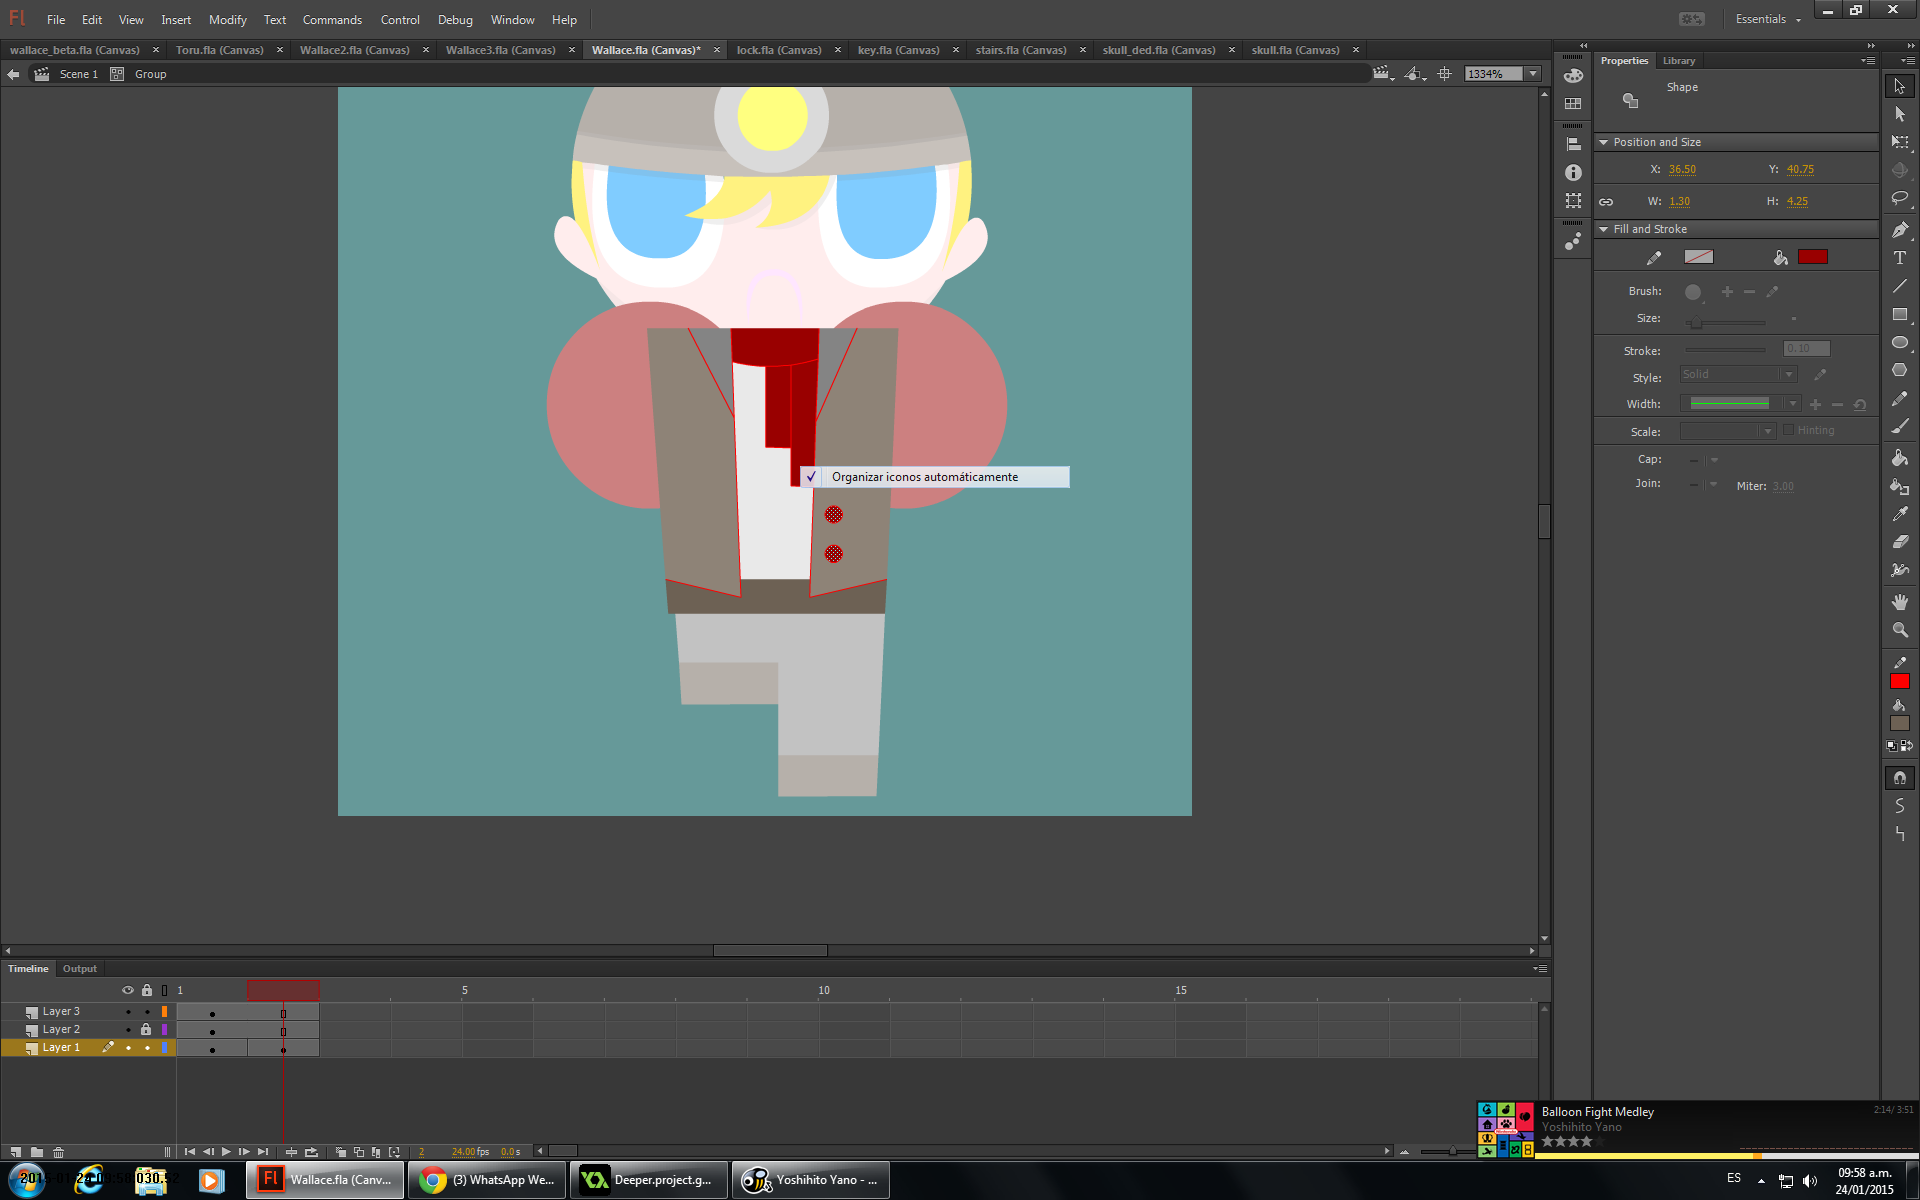 Fl File Edit View Insert Modify Text Commands Control Debug Window Help Essentials
wallace_beta.fla (Canvas) Toru.fla (Canvas) Wallace2.fla (Canvas) Wallace3.fla (Canvas) Wallace.fla (Canvas)* lock.fla (Canvas) key.fla (Canvas) stairs.fla (Canvas) skull_ded.fla (Canvas) skull.fla (Canvas)
Scene 1 Group 1334%
Properties Library
Shape
Position and Size
X: 36.50 Y: 40.75
W: 1.30 H: 4.25
Fill and Stroke
Brush:
Size:
Stroke: 0.10
Style: Solid
Width:
Scale: Hinting
Cap:
Join: Miter: 3.00
Organizar iconos automáticamente
Timeline Output
1 5 10 15
Layer 3
Layer 2
Layer 1
2 24.00 fps 0.0 s
Balloon Fight Medley 2:14/ 3:51
Yoshihito Yano
Wallace.fla (Canv... (3) WhatsApp We... Deeper.project.g... Yoshihito Yano - ...
ES 09:58 a.m.
24/01/2015